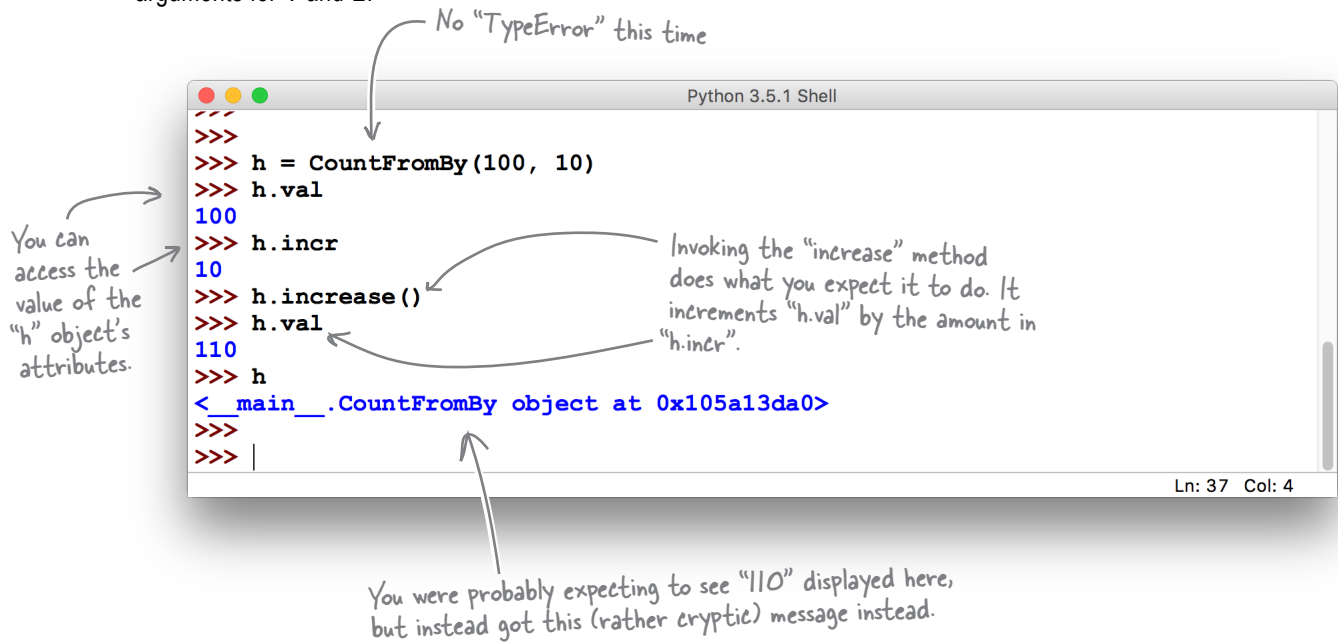 No “TypeError” this time
Python 3.5.1 Shell
>>>
>>>
>>> h = CountFromBy(100, 10)
>>> h.val
100
>>> h.incr
10
>>> h.increase()
>>> h.val
110
>>> h
<__main__.CountFromBy object at 0x105a13da0>
>>>
>>>
Ln: 37 Col: 4
You can
access the
value of the
“h” object’s
attributes.
Invoking the “increase” method
does what you expect it to do. It
increments “h.val” by the amount in
“h.incr”.
You were probably expecting to see “110” displayed here,
but instead got this (rather cryptic) message instead.